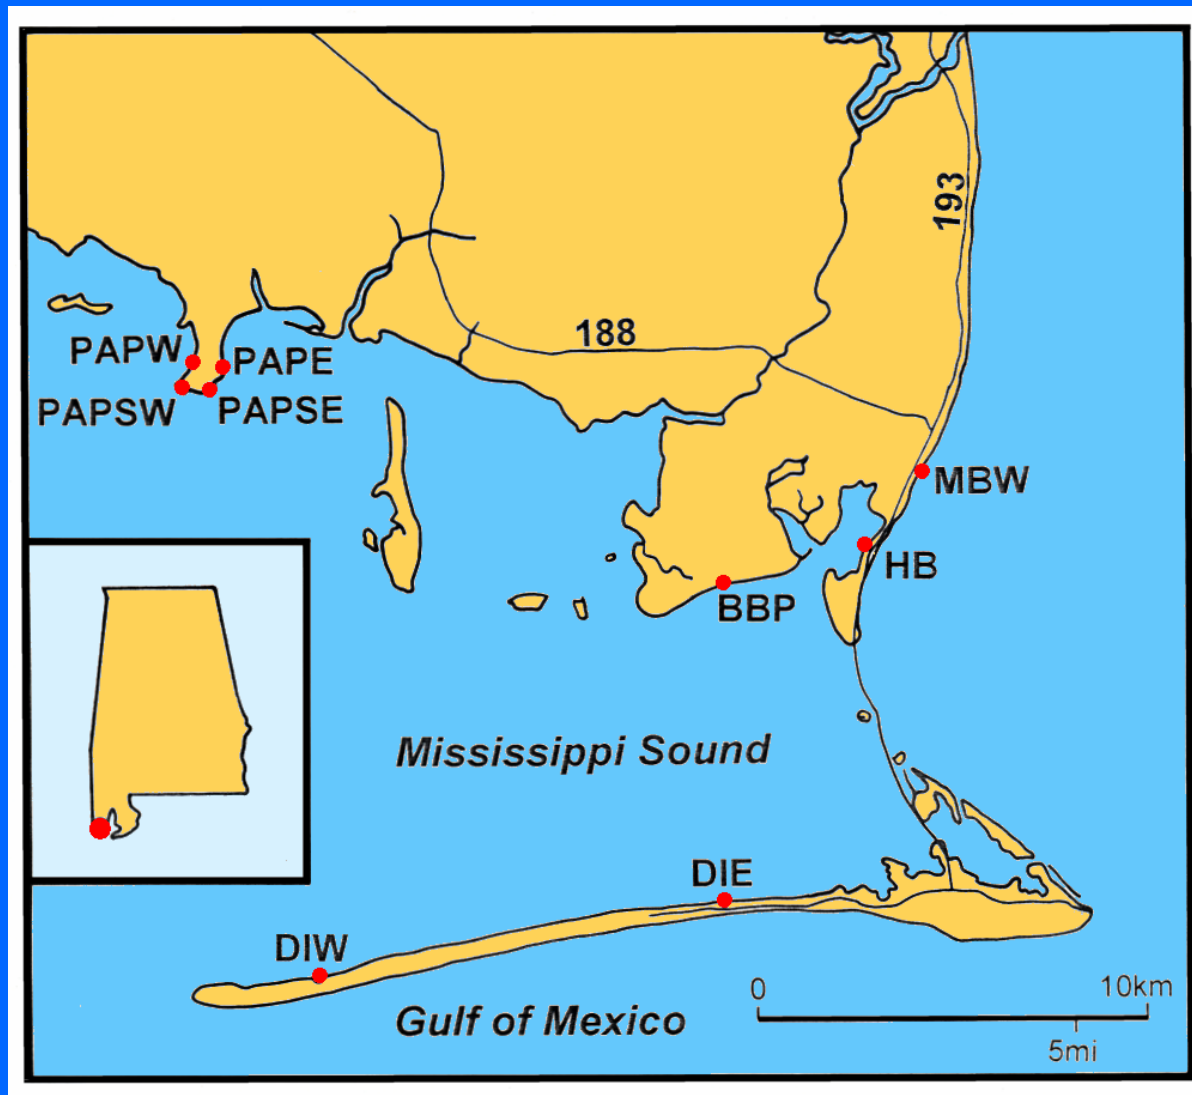 193
188
PAPW
PAPE
PAPSW
PAPSE
MBW
HB
BBP
Mississippi Sound
DIE
DIW
Gulf of Mexico
0
10km
5mi